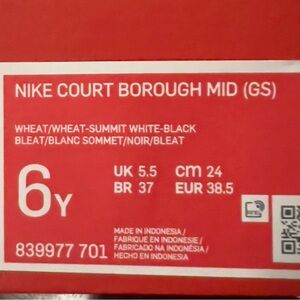 NIKE COURT BOROUGH MID (GS)
WHEAT/WHEAT-SUMMIT WHITE-BLACK
BLEAT/BLANC SOMMET/NOIR/BLEAT
6Y
UK 5.5 cm 24
BR 37 EUR 38.5
MADE IN INDONESIA/
FABRIQUE EN INDONESIE/
FABRICADO NA INDONÉSIA/
HECHO EN INDONESIA
839977 701